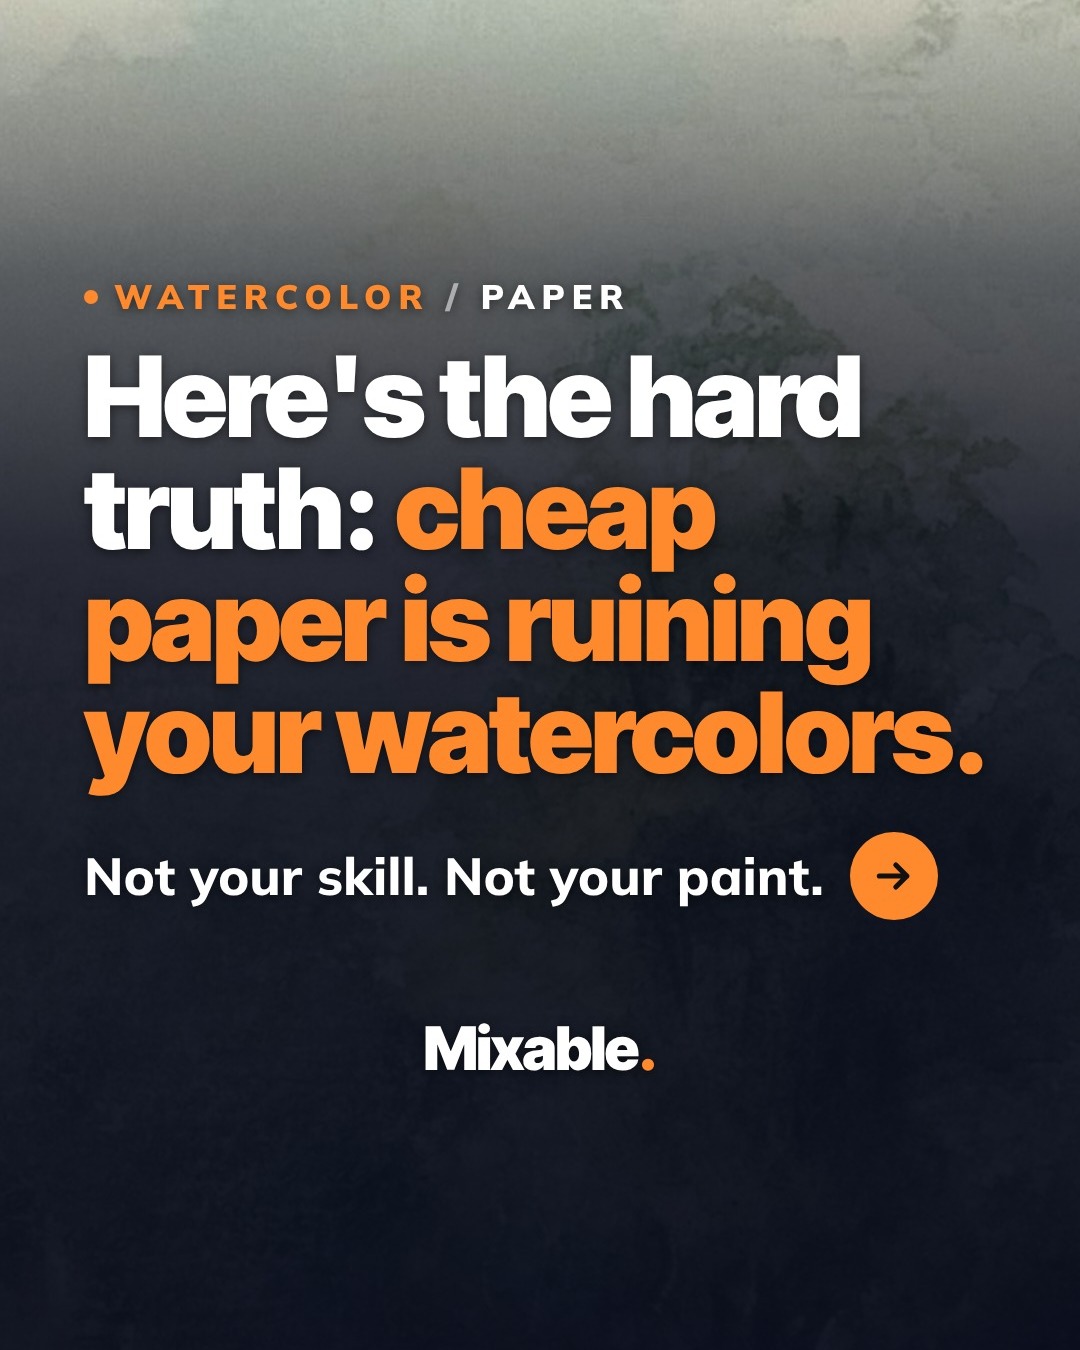 • WATERCOLOR / PAPER
Here's the hard
truth: cheap
paper is ruining
your watercolors.
Not your skill. Not your paint. →
Mixable.